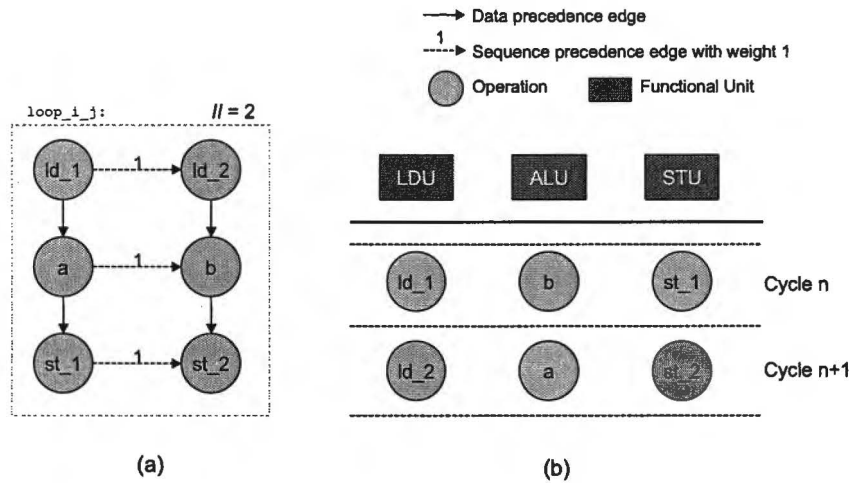 Data precedence edge
1
Sequence precedence edge with weight 1
Operation
Functional Unit
loop_i_j:
II = 2
ld_1
1
ld_2
a
1
b
st_1
1
st_2
LDU
ALU
STU
ld_1
b
st_1
Cycle n
ld_2
a
st_2
Cycle n+1
(a)
(b)